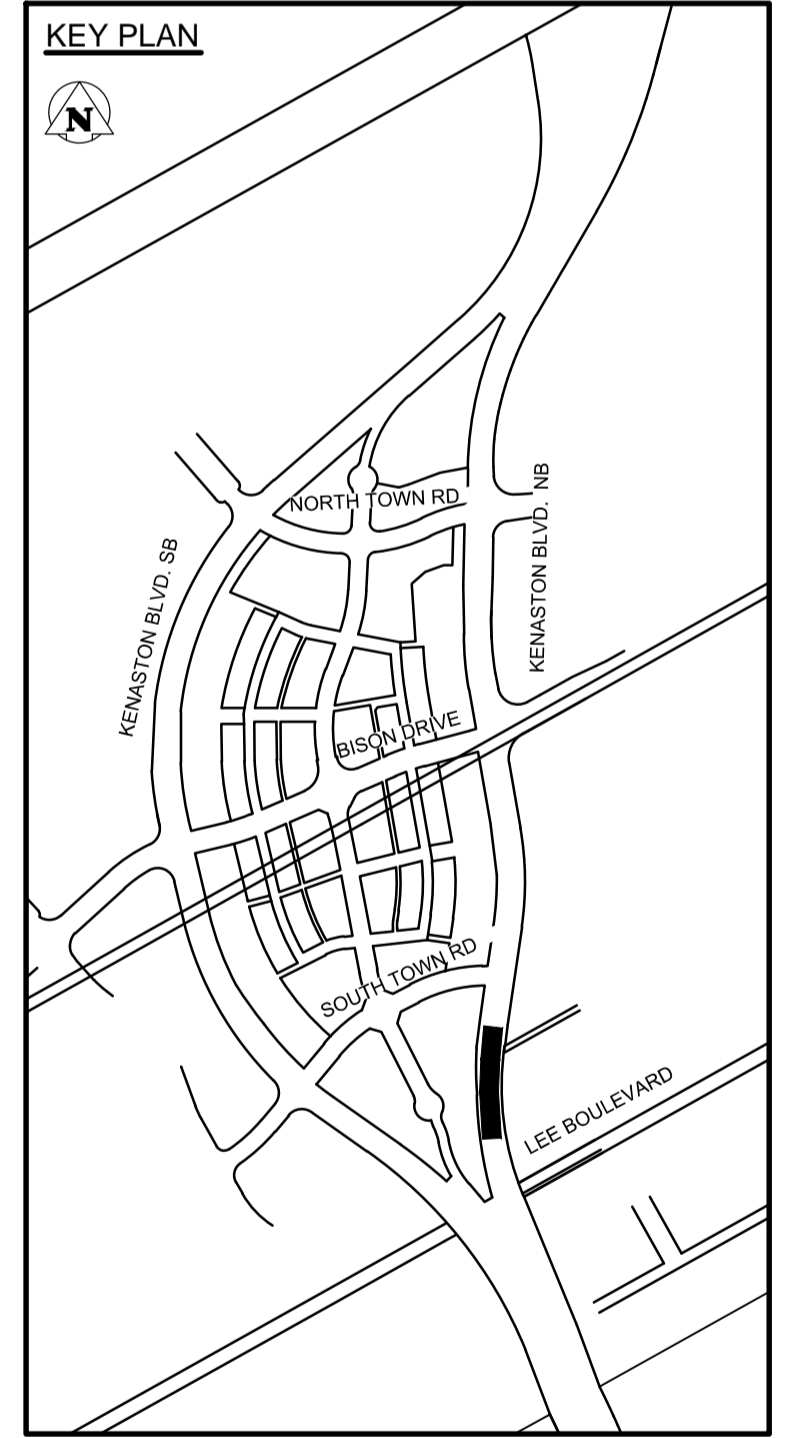 KEY PLAN
N
NORTH TOWN RD
KENASTON BLVD. NB
KENASTON BLVD. SB
BISON DRIVE
SOUTH TOWN RD
LEE BOULEVARD